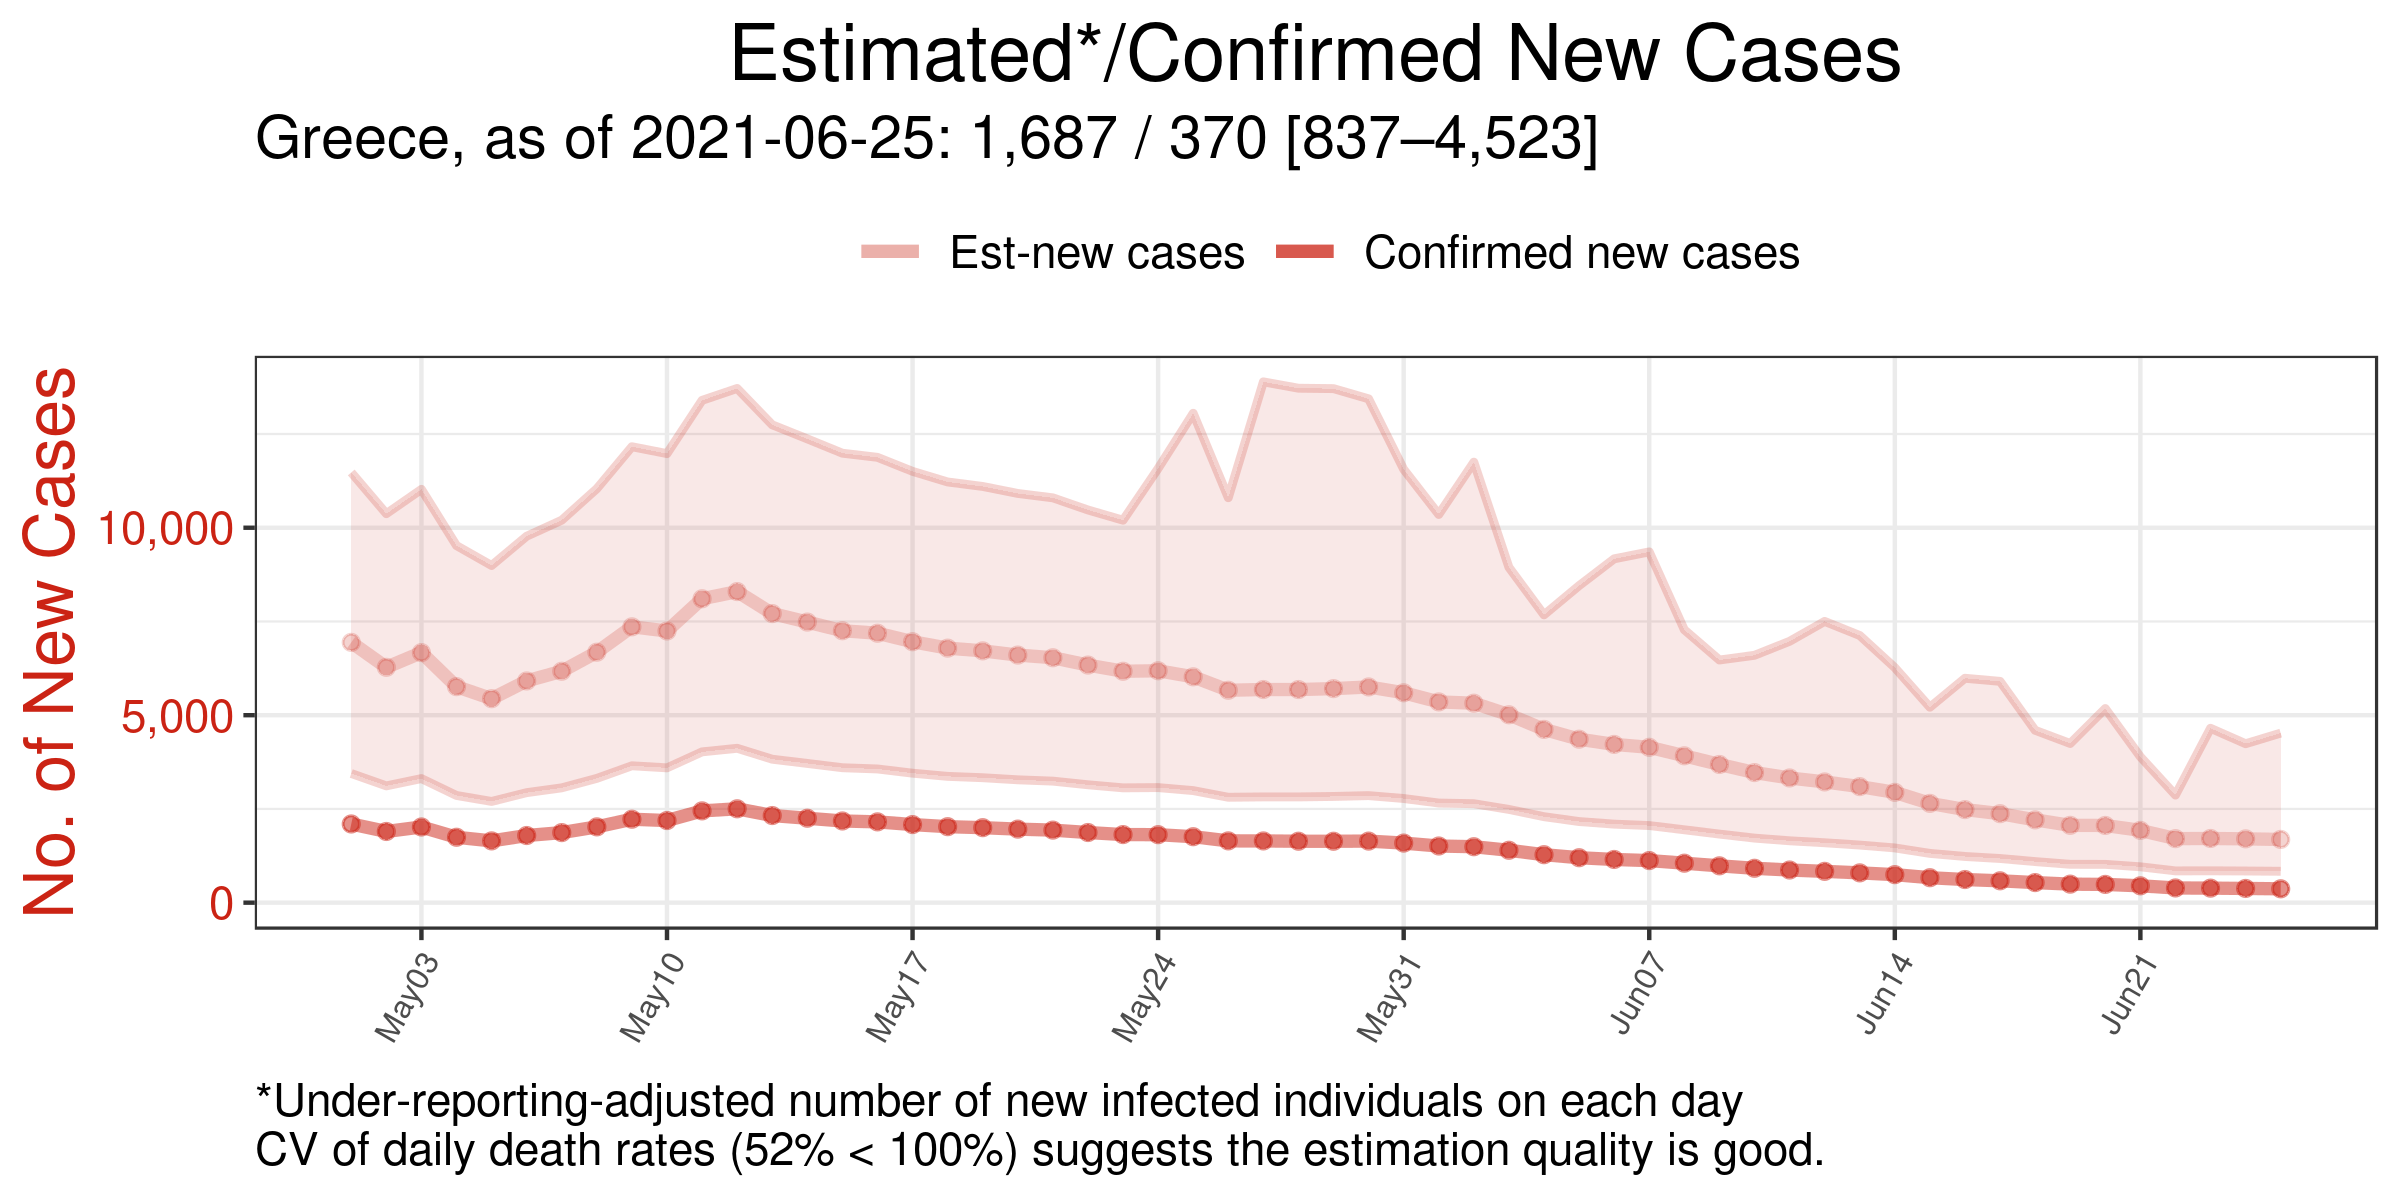 Estimated*/Confirmed New Cases
Greece, as of 2021-06-25: 1,687 / 370 [837–4,523]
Est-new cases
Confirmed new cases
No. of New Cases
10,000
5,000
0
May03
May10
May17
May24
May31
Jun07
Jun14
Jun21
*Under-reporting-adjusted number of new infected individuals on each day
CV of daily death rates (52% < 100%) suggests the estimation quality is good.